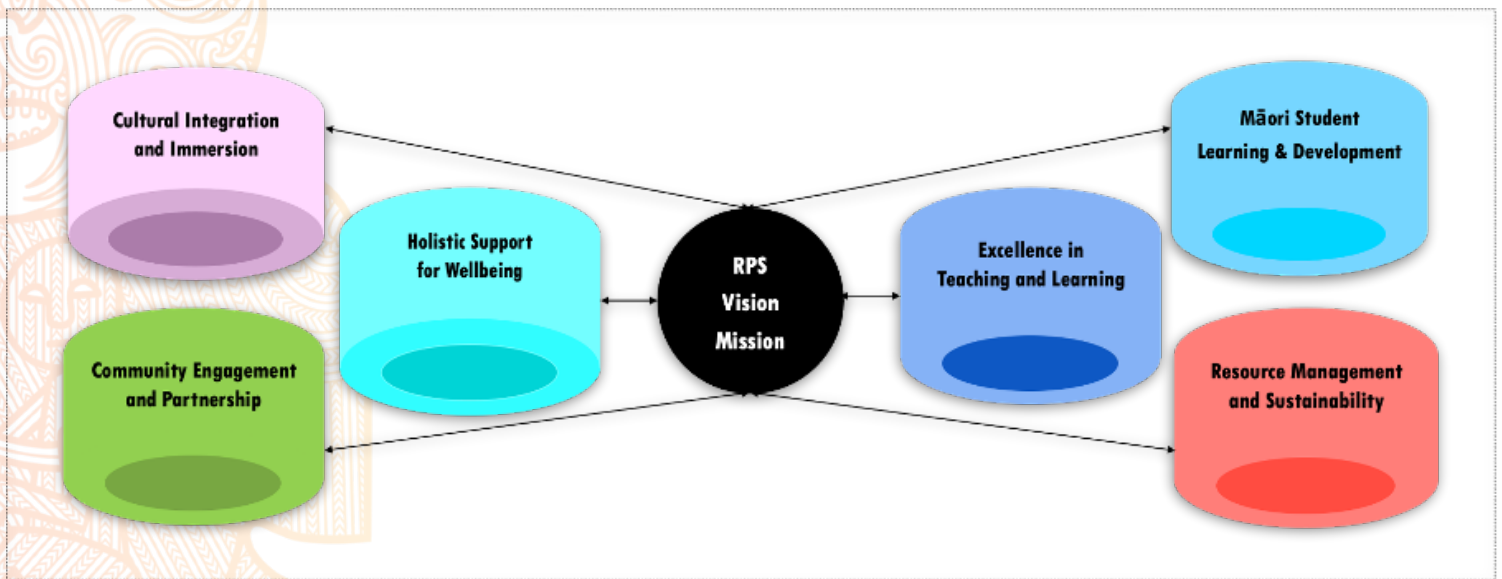 Cultural Integration
and Immersion
Community Engagement
and Partnership
Holistic Support
for Wellbeing
RPS
Vision
Mission
Excellence in
Teaching and Learning
Māori Student
Learning & Development
Resource Management
and Sustainability